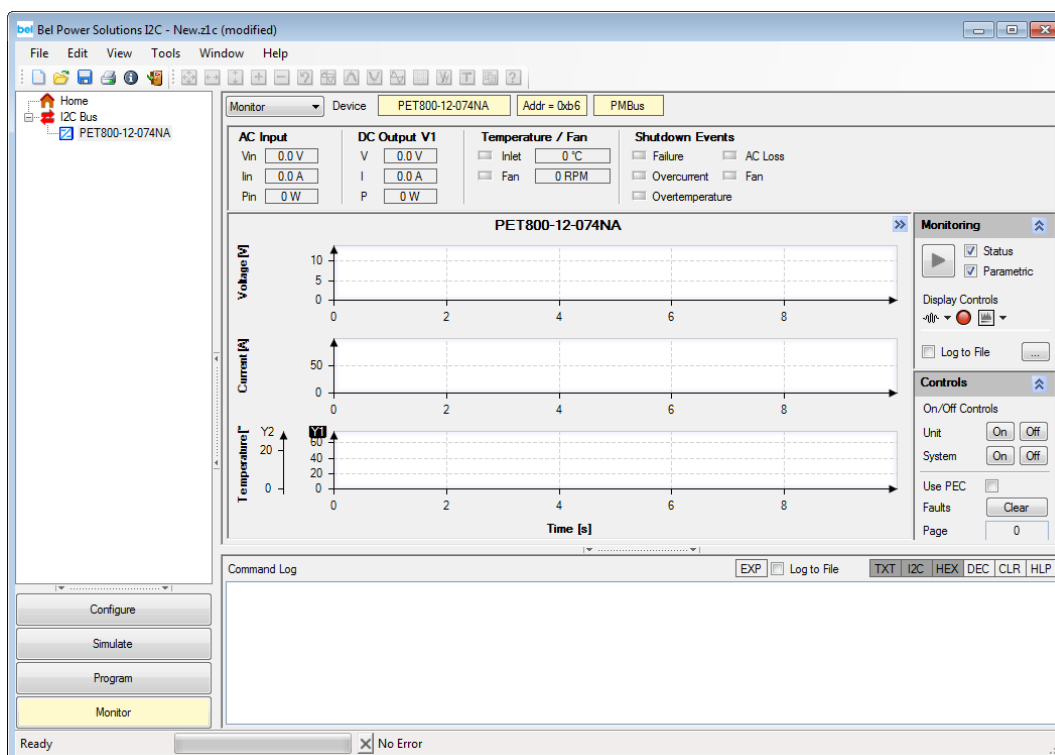 bel Bel Power Solutions I2C - New.z1c (modified)
File Edit View Tools Window Help
Home
I2C Bus
PET800-12-074NA
Monitor Device PET800-12-074NA Addr = 0xb6 PMBus
AC Input DC Output V1 Temperature / Fan Shutdown Events
Vin 0.0 V V 0.0 V Inlet 0 °C Failure AC Loss
Iin 0.0 A I 0.0 A Fan 0 RPM Overcurrent Fan
Pin 0 W P 0 W Overtemperature
PET800-12-074NA
Voltage [V]
10
5
0
0 2 4 6 8
Current [A]
50
0
0 2 4 6 8
Temperature [°
Y2 Y1
20
0
60
40
20
0
0 2 4 6 8
Time [s]
Monitoring
Status
Parametric
Display Controls
Log to File ...
Controls
On/Off Controls
Unit On Off
System On Off
Use PEC
Faults Clear
Page 0
Command Log EXP Log to File TXT I2C HEX DEC CLR HLP
Configure
Simulate
Program
Monitor
Ready No Error